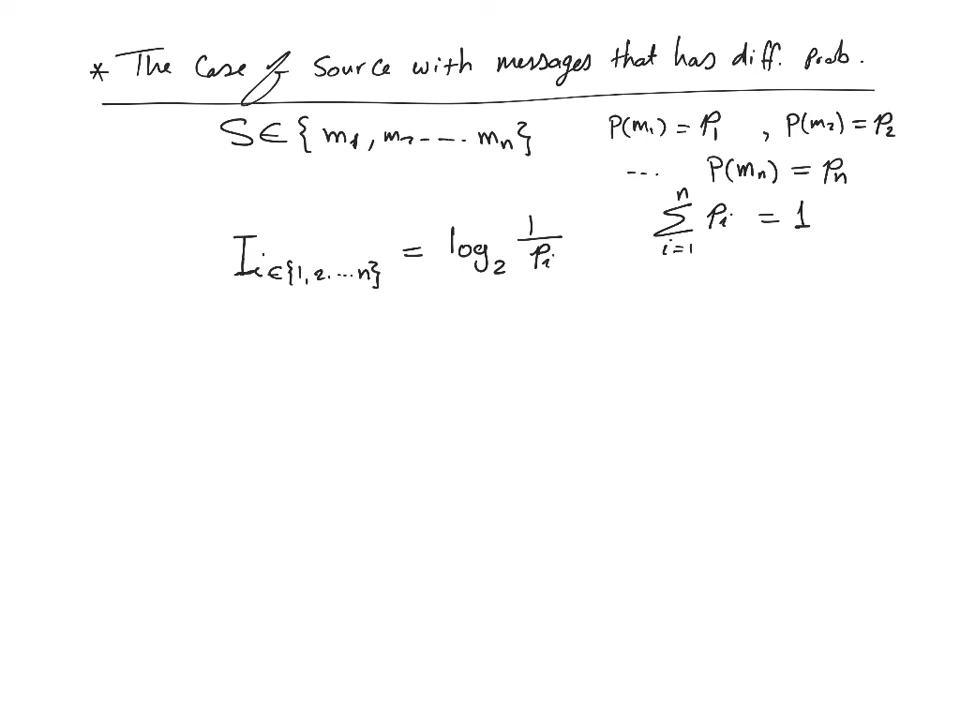 * The Case of Source with messages that has diff. Prob.
S ∈ { m1, m2 ---- mn }    P(m1) = P1 , P(m2) = P2
--- P(mn) = Pn
I i∈{1,2....n} = log2 1/Pi    ∑ i=1 n Pi = 1